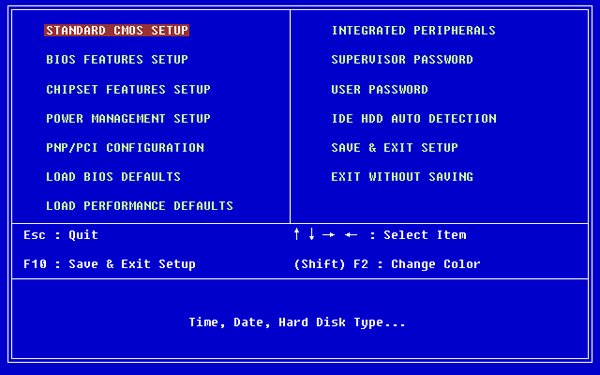 STANDARD CMOS SETUP
BIOS FEATURES SETUP
CHIPSET FEATURES SETUP
POWER MANAGEMENT SETUP
PNP/PCI CONFIGURATION
LOAD BIOS DEFAULTS
LOAD PERFORMANCE DEFAULTS
INTEGRATED PERIPHERALS
SUPERVISOR PASSWORD
USER PASSWORD
IDE HDD AUTO DETECTION
SAVE & EXIT SETUP
EXIT WITHOUT SAVING
Esc : Quit
↑ ↓ → ← : Select Item
F10 : Save & Exit Setup
(Shift) F2 : Change Color
Time, Date, Hard Disk Type...